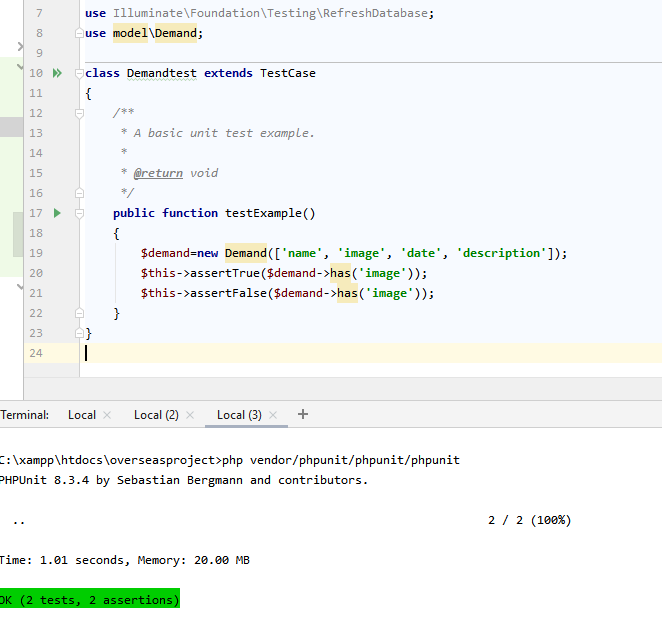 7 use Illuminate\Foundation\Testing\RefreshDatabase;
8 use model\Demand;
9
10 class Demandtest extends TestCase
11 {
12 /**
13 * A basic unit test example.
14 *
15 * @return void
16 */
17 public function testExample()
18 {
19 $demand=new Demand(['name', 'image', 'date', 'description']);
20 $this->assertTrue($demand->has('image'));
21 $this->assertFalse($demand->has('image'));
22 }
23 }
24
Terminal: Local × Local (2) × Local (3) × +
C:\xampp\htdocs\overseasproject>php vendor/phpunit/phpunit/phpunit
PHPUnit 8.3.4 by Sebastian Bergmann and contributors.
.. 2 / 2 (100%)
Time: 1.01 seconds, Memory: 20.00 MB
OK (2 tests, 2 assertions)